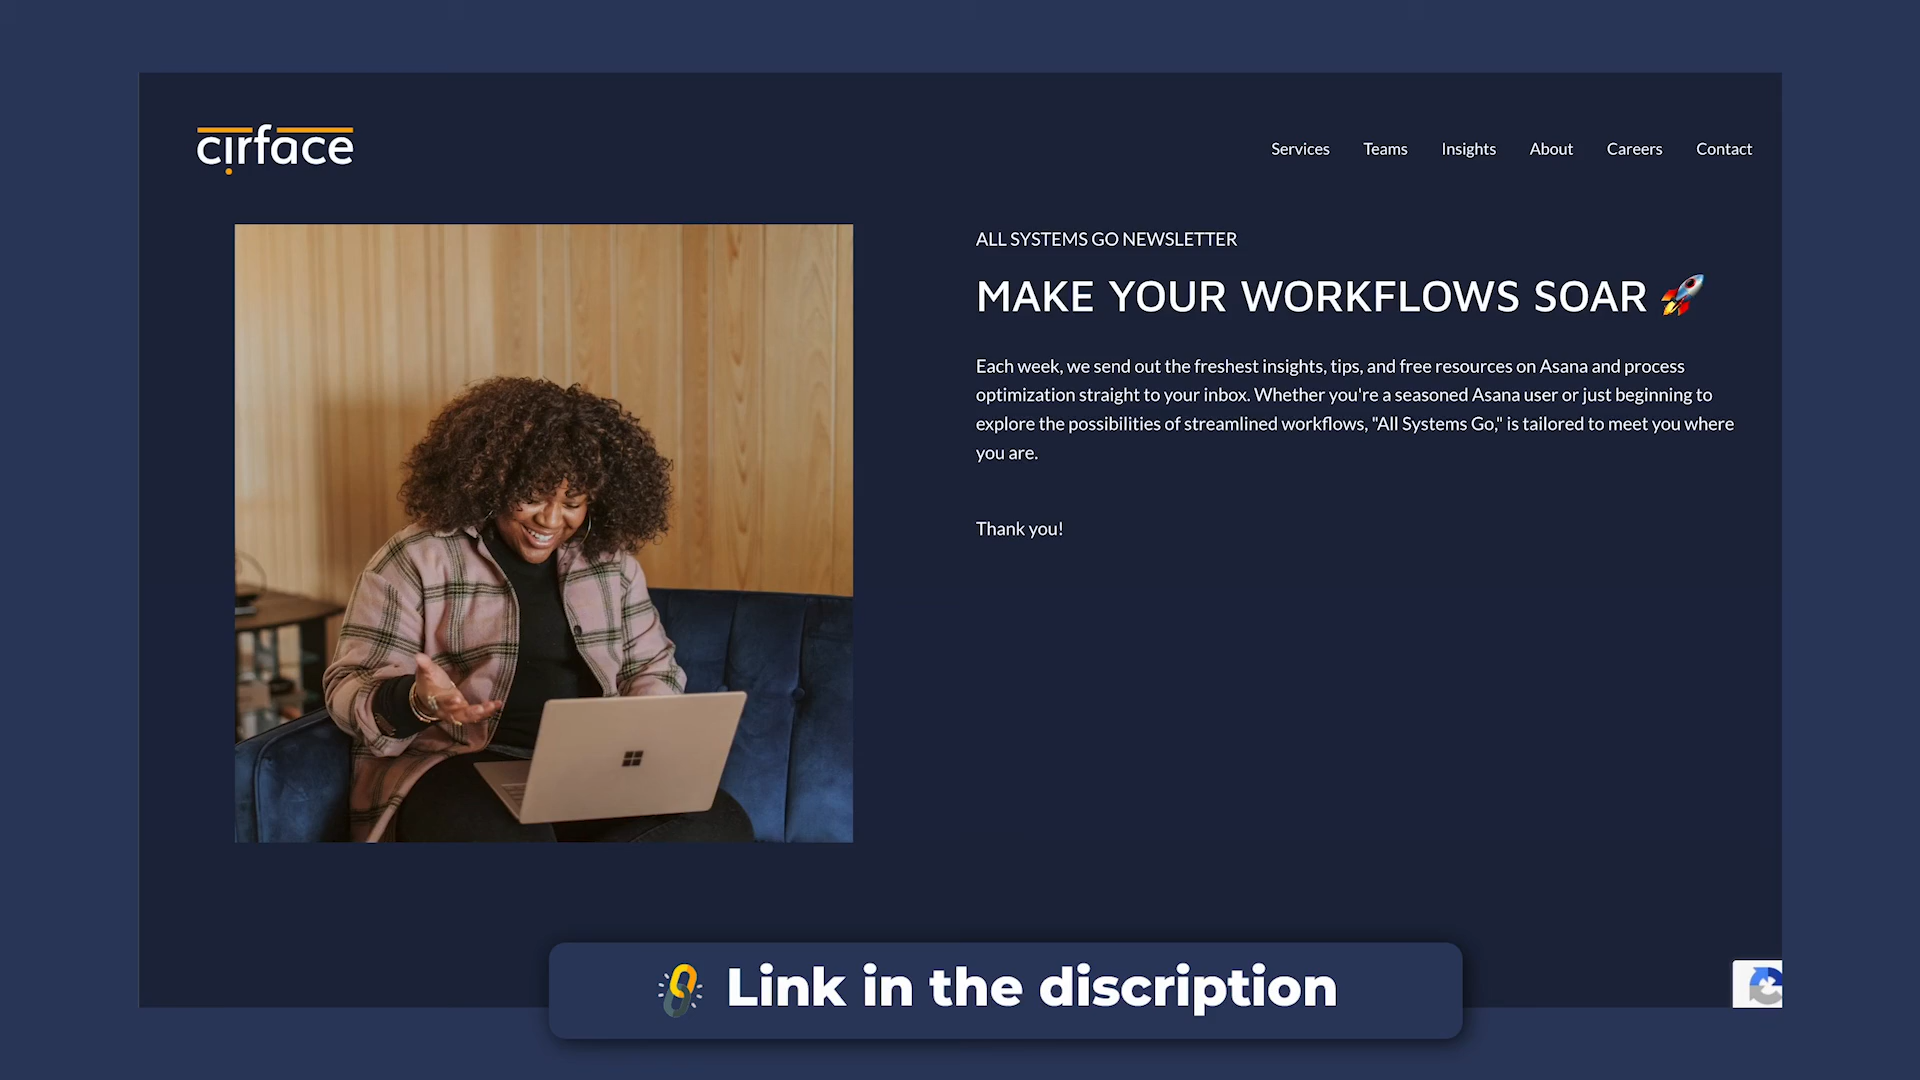 cirface
Services Teams Insights About Careers Contact
ALL SYSTEMS GO NEWSLETTER
MAKE YOUR WORKFLOWS SOAR 🚀
Each week, we send out the freshest insights, tips, and free resources on Asana and process
optimization straight to your inbox. Whether you're a seasoned Asana user or just beginning to
explore the possibilities of streamlined workflows, "All Systems Go," is tailored to meet you where
you are.
Thank you!
Link in the discription